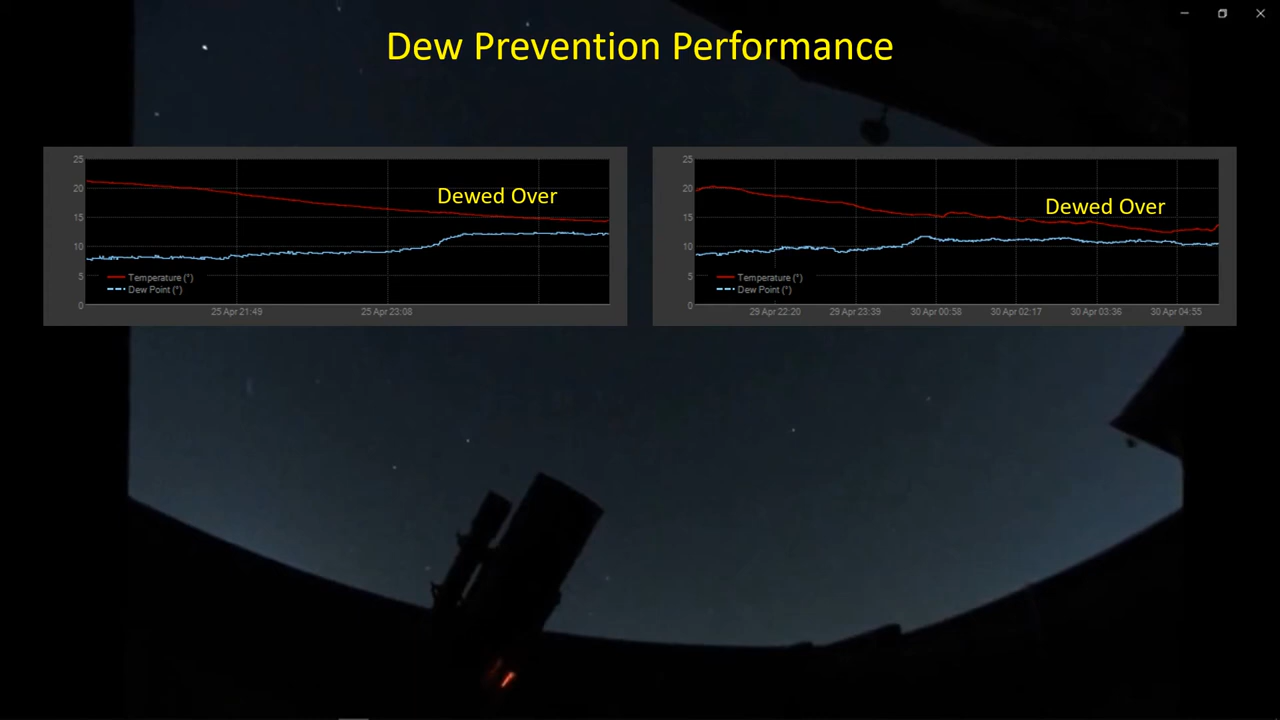 Dew Prevention Performance
25
20
15
10
5
0
Dewed Over
Temperature (°)
Dew Point (°)
25 Apr 21:49
25 Apr 23:08
25
20
15
10
5
0
Dewed Over
Temperature (°)
Dew Point (°)
29 Apr 22:20
29 Apr 23:39
30 Apr 00:58
30 Apr 02:17
30 Apr 03:36
30 Apr 04:55